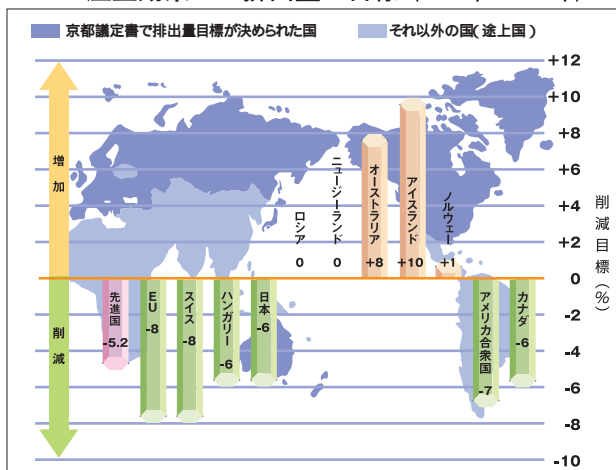 京都議定書で排出量目標が決められた国
それ以外の国(途上国)
+12
+10
+8
+6
+4
+2
0
-2
-4
-6
-8
-10
増加
削減
削減目標(%)
先進国
-5.2
EU
-8
スイス
-8
ハンガリー
-6
日本
-6
ロシア
0
ニュージーランド
0
オーストラリア
+8
アイスランド
+10
ノルウェー
+1
アメリカ合衆国
-7
カナダ
-6